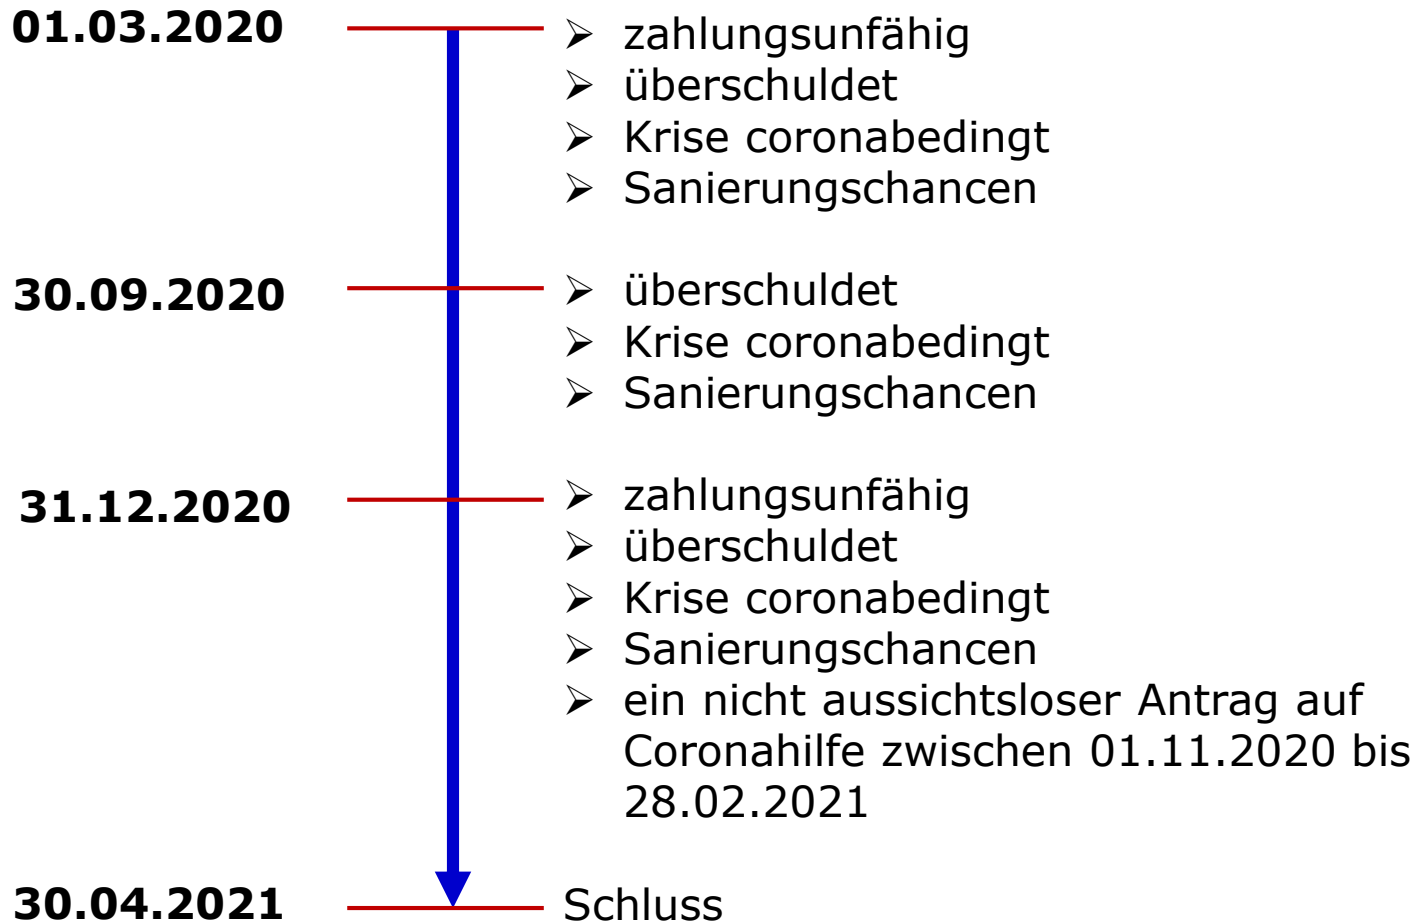 01.03.2020
➢ zahlungsunfähig
➢ überschuldet
➢ Krise coronabedingt
➢ Sanierungschancen
30.09.2020
➢ überschuldet
➢ Krise coronabedingt
➢ Sanierungschancen
31.12.2020
➢ zahlungsunfähig
➢ überschuldet
➢ Krise coronabedingt
➢ Sanierungschancen
➢ ein nicht aussichtsloser Antrag auf
Coronahilfe zwischen 01.11.2020 bis
28.02.2021
30.04.2021
Schluss